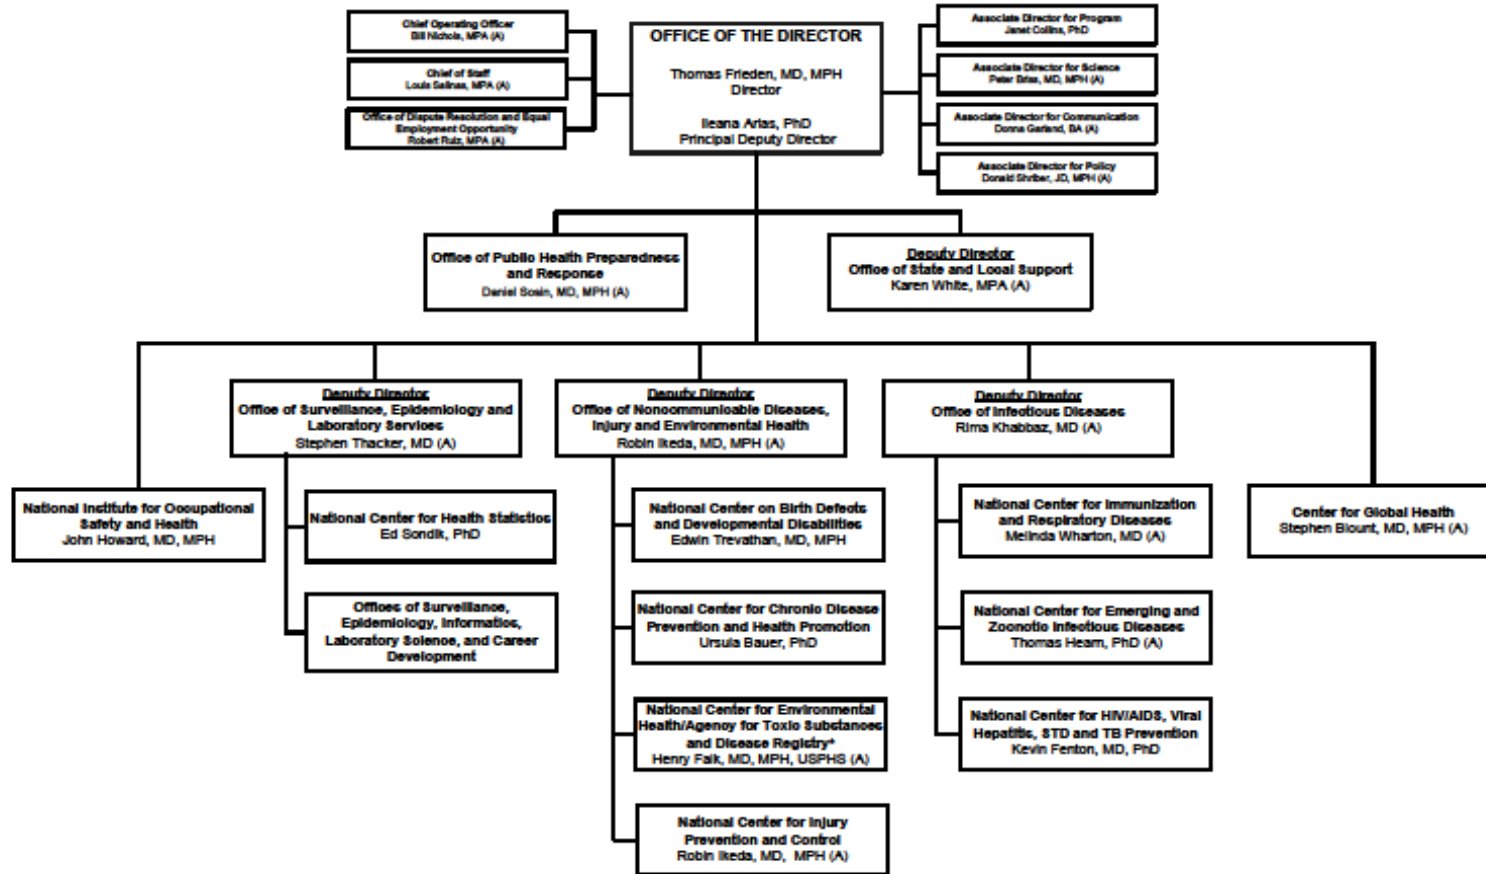 Chief Operating Officer
Bill Nichols, MPA (A)
Chief of Staff
Louis Salinas, MPA (A)
Office of Dispute Resolution and Equal
Employment Opportunity
Robert Ruiz, MPA (A)
OFFICE OF THE DIRECTOR
Thomas Frieden, MD, MPH
Director
Ileana Arias, PhD
Principal Deputy Director
Associate Director for Program
Janet Collins, PhD
Associate Director for Science
Peter Briss, MD, MPH (A)
Associate Director for Communication
Donna Garland, BA (A)
Associate Director for Policy
Donald Shriber, JD, MPH (A)
Office of Public Health Preparedness
and Response
Daniel Sosin, MD, MPH (A)
Deputy Director
Office of State and Local Support
Karen White, MPA (A)
Deputy Director
Office of Surveillance, Epidemiology and
Laboratory Services
Stephen Thacker, MD (A)
Deputy Director
Office of Noncommunicable Diseases,
Injury and Environmental Health
Robin Ikeda, MD, MPH (A)
Deputy Director
Office of Infectious Diseases
Rima Khabbaz, MD (A)
National Institute for Occupational
Safety and Health
John Howard, MD, MPH
National Center for Health Statistics
Ed Sondik, PhD
Offices of Surveillance,
Epidemiology, Informatics,
Laboratory Science, and Career
Development
National Center on Birth Defects
and Developmental Disabilities
Edwin Trevathan, MD, MPH
National Center for Chronic Disease
Prevention and Health Promotion
Ursula Bauer, PhD
National Center for Environmental
Health/Agency for Toxic Substances
and Disease Registry*
Henry Falk, MD, MPH, USPHS (A)
National Center for Injury
Prevention and Control
Robin Ikeda, MD, MPH (A)
National Center for Immunization
and Respiratory Diseases
Melinda Wharton, MD (A)
National Center for Emerging and
Zoonotic Infectious Diseases
Thomas Hearn, PhD (A)
National Center for HIV/AIDS, Viral
Hepatitis, STD and TB Prevention
Kevin Fenton, MD, PhD
Center for Global Health
Stephen Blount, MD, MPH (A)